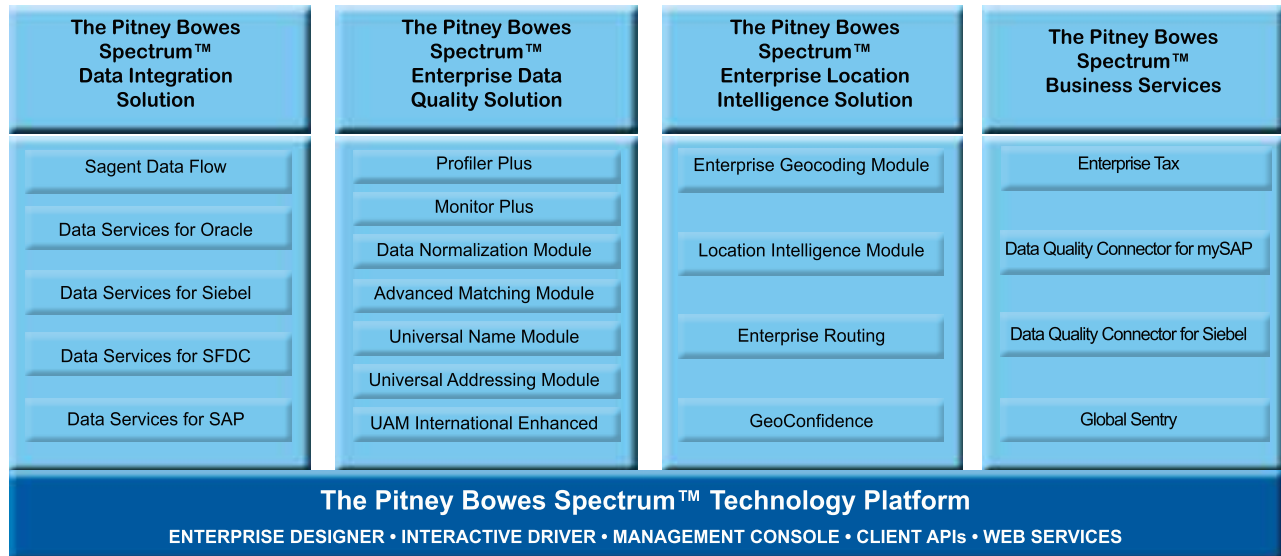 The Pitney Bowes
Spectrum™
Data Integration
Solution
Sagent Data Flow
Data Services for Oracle
Data Services for Siebel
Data Services for SFDC
Data Services for SAP
The Pitney Bowes
Spectrum™
Enterprise Data
Quality Solution
Profiler Plus
Monitor Plus
Data Normalization Module
Advanced Matching Module
Universal Name Module
Universal Addressing Module
UAM International Enhanced
The Pitney Bowes
Spectrum™
Enterprise Location
Intelligence Solution
Enterprise Geocoding Module
Location Intelligence Module
Enterprise Routing
GeoConfidence
The Pitney Bowes
Spectrum™
Business Services
Enterprise Tax
Data Quality Connector for mySAP
Data Quality Connector for Siebel
Global Sentry
The Pitney Bowes Spectrum™ Technology Platform
ENTERPRISE DESIGNER • INTERACTIVE DRIVER • MANAGEMENT CONSOLE • CLIENT APIs • WEB SERVICES